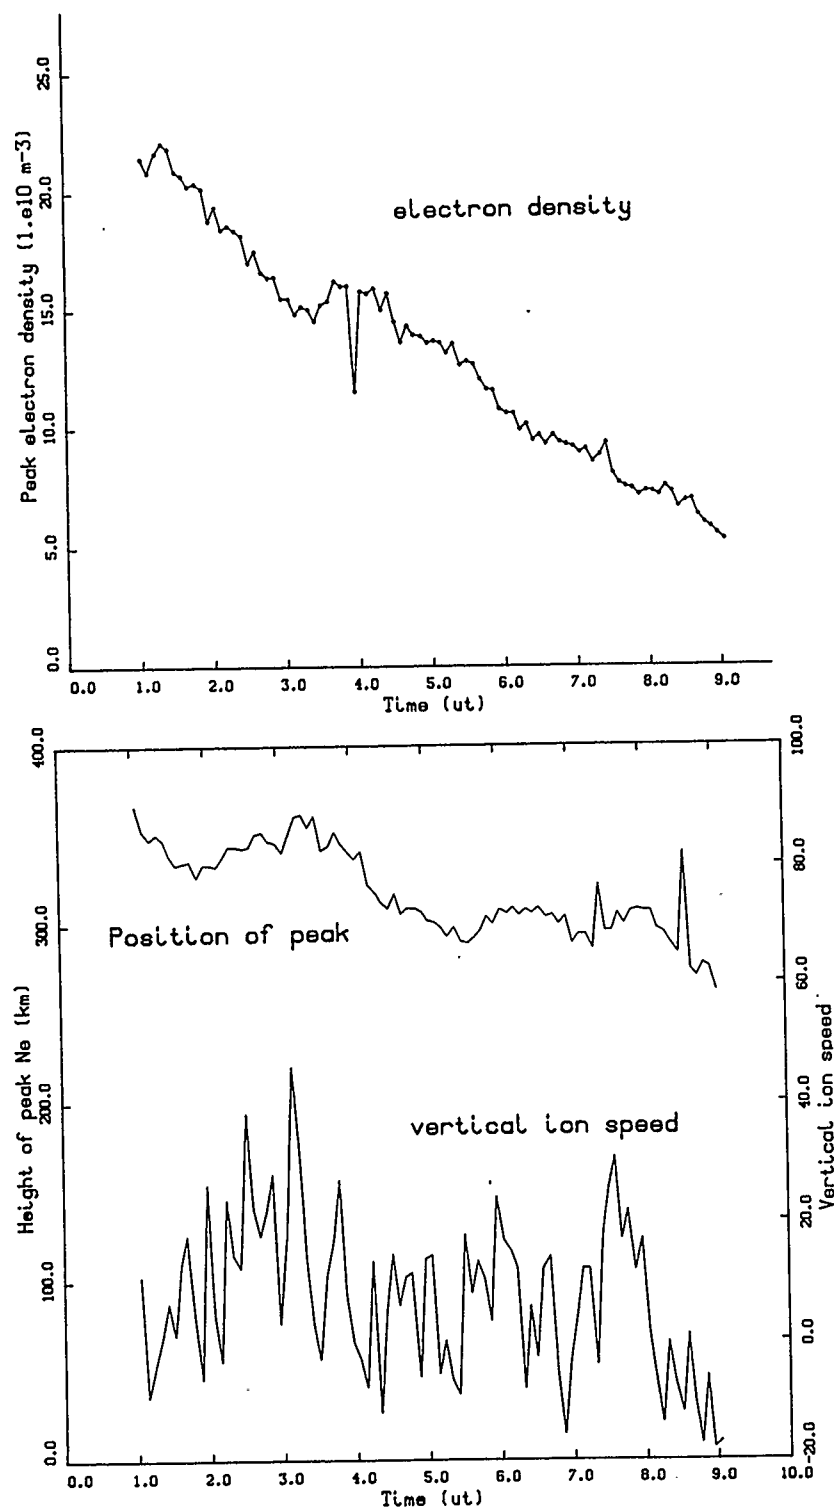 25.0
20.0
15.0
10.0
5.0
0.0
Peak electron density (1.e10 m-3)
electron density
0.0 1.0 2.0 3.0 4.0 5.0 6.0 7.0 8.0 9.0
Time (ut)
400.0
300.0
200.0
100.0
0.0
Height of peak Ne (km)
Position of peak
vertical ion speed
100.0
80.0
60.0
40.0
20.0
0.0
-20.0
Vertical ion speed
0.0 1.0 2.0 3.0 4.0 5.0 6.0 7.0 8.0 9.0 10.0
Time (ut)